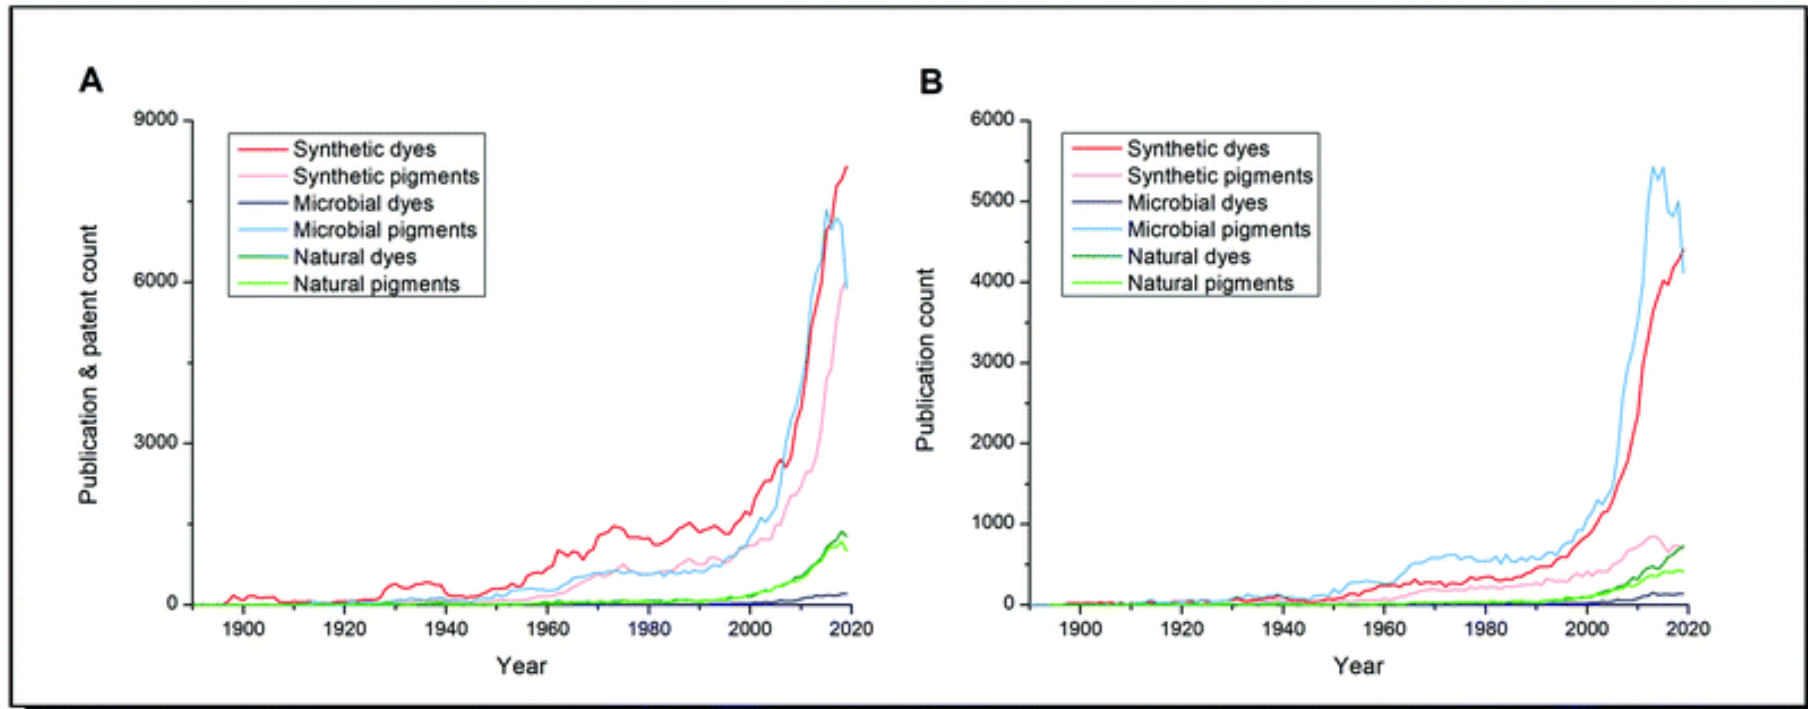 A
9000
6000
3000
0
Publication & patent count
Synthetic dyes
Synthetic pigments
Microbial dyes
Microbial pigments
Natural dyes
Natural pigments
1900 1920 1940 1960 1980 2000 2020
Year
B
6000
5000
4000
3000
2000
1000
0
Publication count
Synthetic dyes
Synthetic pigments
Microbial dyes
Microbial pigments
Natural dyes
Natural pigments
1900 1920 1940 1960 1980 2000 2020
Year